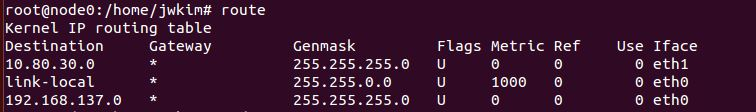 root@node0:/home/jwkim# route
Kernel IP routing table
Destination Gateway Genmask Flags Metric Ref Use Iface
10.80.30.0 * 255.255.255.0 U 0 0 0 eth1
link-local * 255.255.0.0 U 1000 0 0 eth0
192.168.137.0 * 255.255.255.0 U 0 0 0 eth0